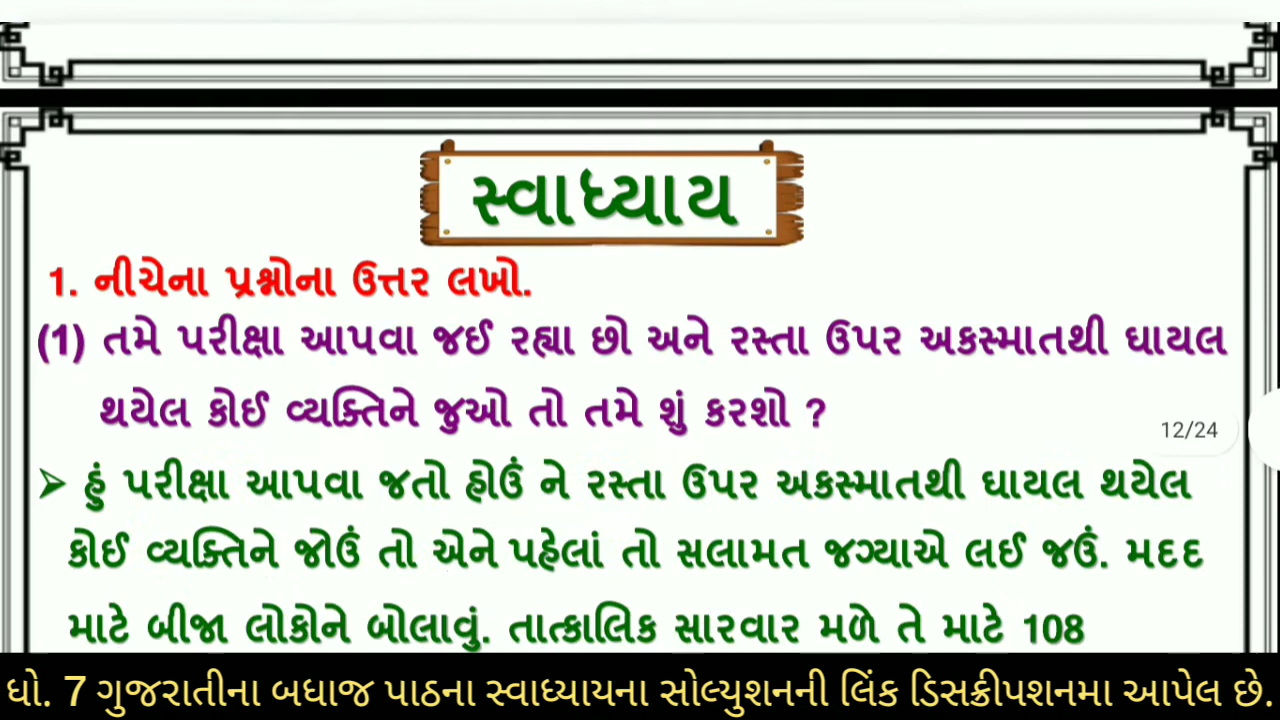 સ્વાધ્યાય
1. નીચેના પ્રશ્નોના ઉત્તર લખો.
(1) તમે પરીક્ષા આપવા જઈ રહ્યા છો અને રસ્તા ઉપર અકસ્માતથી ઘાયલ
થયેલ કોઈ વ્યક્તિને જુઓ તો તમે શું કરશો ?
12/24
➢ હું પરીક્ષા આપવા જતો હોઉં ને રસ્તા ઉપર અકસ્માતથી ઘાયલ થયેલ
કોઈ વ્યક્તિને જોઉં તો એને પહેલાં તો સલામત જગ્યાએ લઈ જઉં. મદદ
માટે બીજા લોકોને બોલાવું. તાત્કાલિક સારવાર મળે તે માટે 108
ધો. 7 ગુજરાતીના બધાજ પાઠના સ્વાધ્યાયના સોલ્યુશનની લિંક ડિસક્રીપશનમા આપેલ છે.